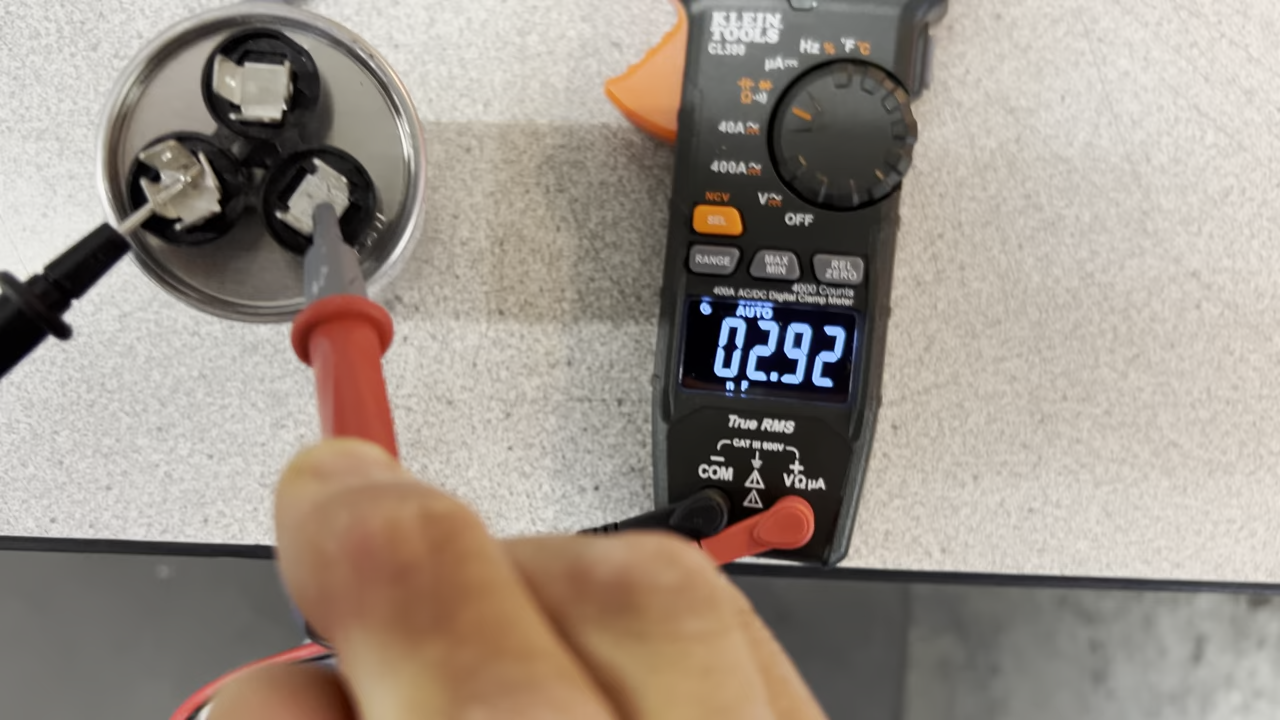 KLEIN
TOOLS
CL390
Hz % °F°C
µA
40A
400A
V
NCV
SEL
OFF
RANGE
MAX
MIN
REL
ZERO
4000 Counts
400A AC/DC Digital Clamp Meter
AUTO
02.92
n F
True RMS
CAT III 600V
COM
VΩµA